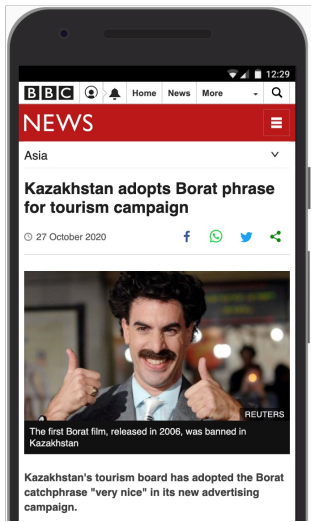 12:29
BBC Home News More
NEWS
Asia
Kazakhstan adopts Borat phrase
for tourism campaign
27 October 2020
REUTERS
The first Borat film, released in 2006, was banned in
Kazakhstan
Kazakhstan's tourism board has adopted the Borat
catchphrase "very nice" in its new advertising
campaign.